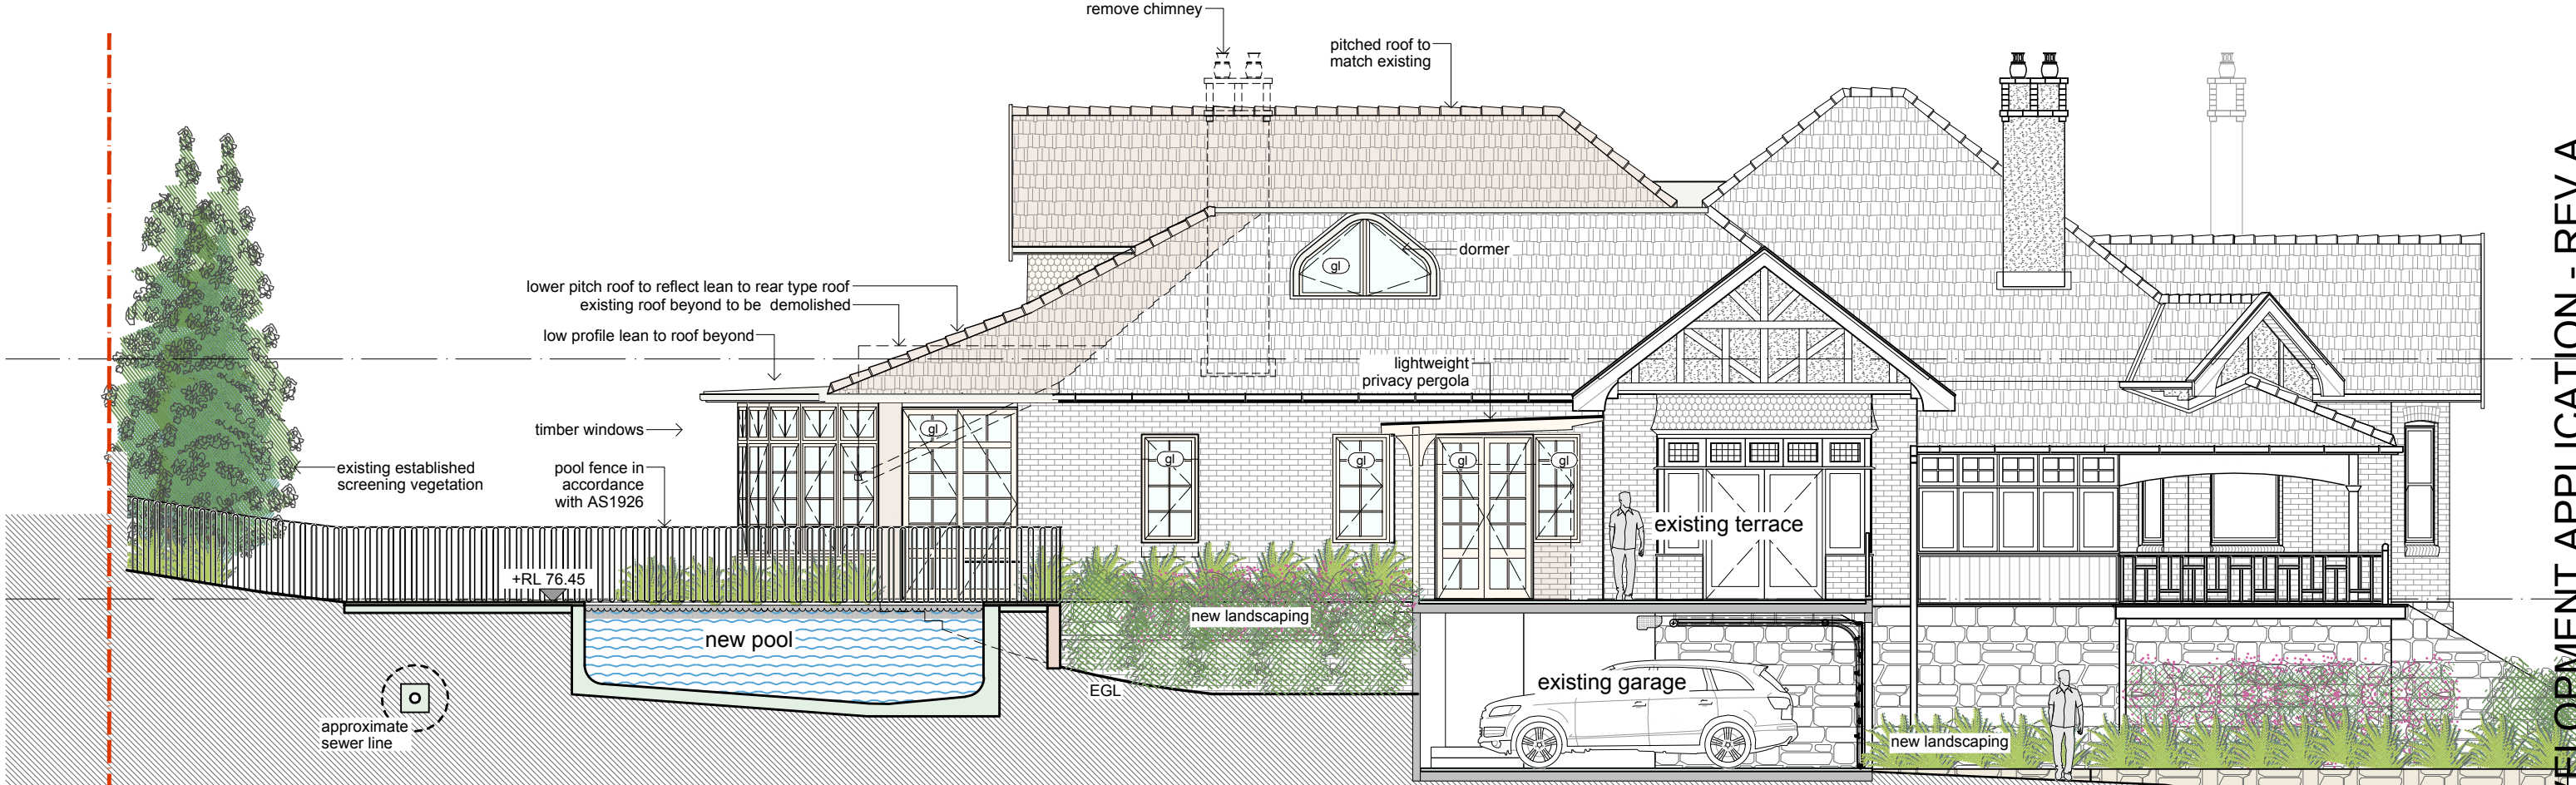 remove chimney
pitched roof to
match existing
dormer
gl
lower pitch roof to reflect lean to rear type roof
existing roof beyond to be demolished
low profile lean to roof beyond
lightweight
privacy pergola
timber windows
gl
gl
gl
gl
gl
existing established
screening vegetation
pool fence in
accordance
with AS1926
existing terrace
+RL 76.45
new pool
new landscaping
EGL
existing garage
approximate
sewer line
new landscaping
APPLICATION - REV A